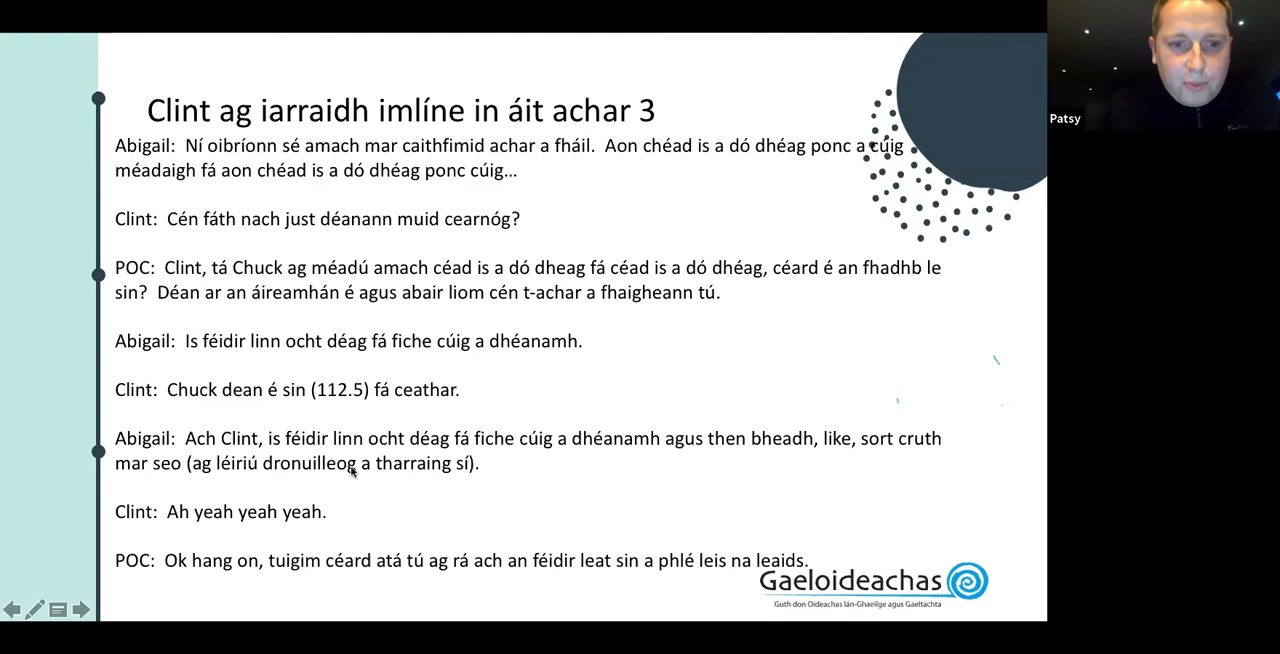 Clint ag iarraidh imlíne in áit achar 3
Abigail:  Ní oibríonn sé amach mar caithfimid achar a fháil.  Aon chéad is a dó dhéag ponc a cúig
méadaigh fá aon chéad is a dó dhéag ponc cúig...
Clint:  Cén fáth nach just déanann muid cearnóg?
POC:  Clint, tá Chuck ag méadú amach céad is a dó dheag fá céad is a dó dhéag, céard é an fhadhb le
sin?  Déan ar an áireamhán é agus abair liom cén t-achar a fhaigheann tú.
Abigail:  Is féidir linn ocht déag fá fiche cúig a dhéanamh.
Clint:  Chuck dean é sin (112.5) fá ceathar.
Abigail:  Ach Clint, is féidir linn ocht déag fá fiche cúig a dhéanamh agus then bheadh, like, sort cruth
mar seo (ag léiriú dronuilleog a tharraing sí).
Clint:  Ah yeah yeah yeah.
POC:  Ok hang on, tuigim céard atá tú ag rá ach an féidir leat sin a phlé leis na leaids.
Gaeloideachas
Guth don Oideachas lán-Ghaeilge agus Gaeltachta
Patsy